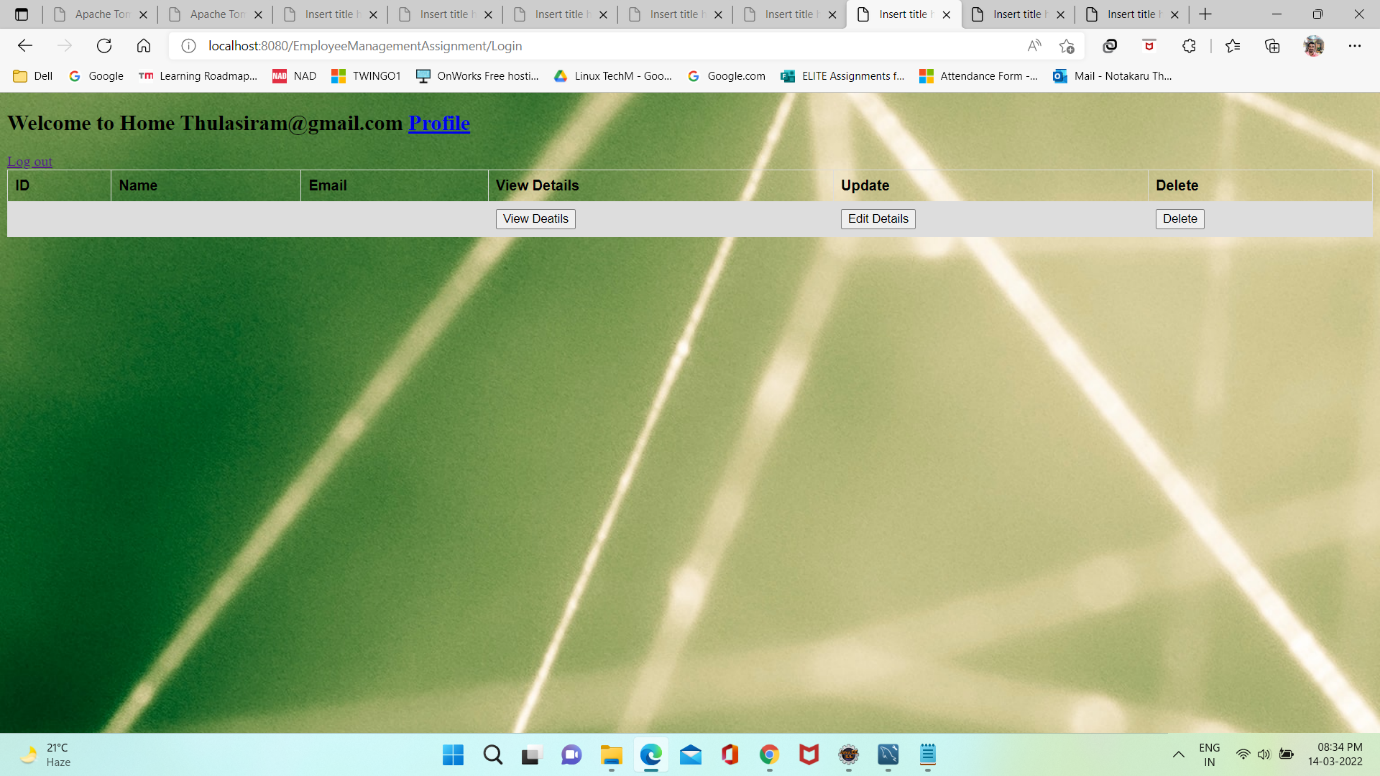 Apache Tom
Apache Tom
Insert title h
Insert title h
Insert title h
Insert title h
Insert title h
Insert title h
Insert title h
Insert title h
localhost:8080/EmployeeManagementAssignment/Login
Dell
Google
Learning Roadmap...
NAD
TWINGO1
OnWorks Free hosti...
Linux TechM - Goo...
Google.com
ELITE Assignments f...
Attendance Form -...
Mail - Notakaru Th...
Welcome to Home Thulasiram@gmail.com Profile
Log out
ID Name Email View Details Update Delete
View Deatils Edit Details Delete
21°C
Haze
ENG
IN
08:34 PM
14-03-2022